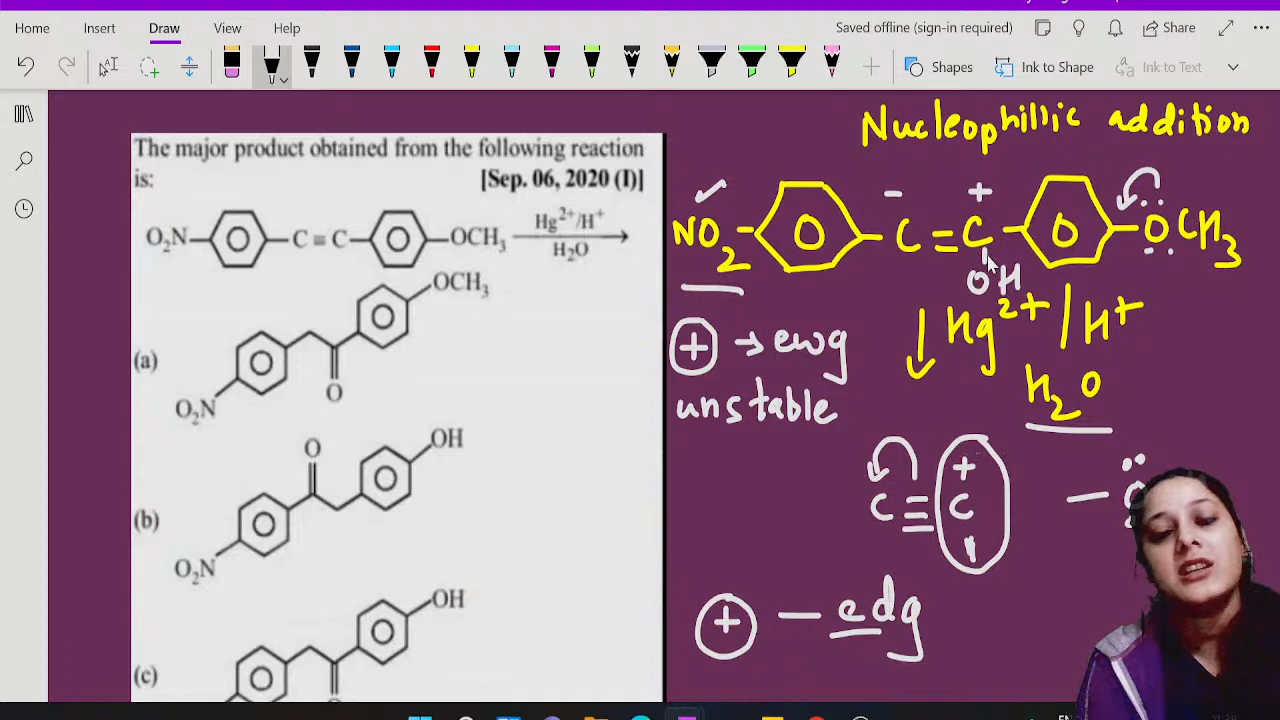 Home Insert Draw View Help Saved offline (sign-in required) Share
Ab Shapes Ink to Shape Ink to Text
Nucleophillic addition
The major product obtained from the following reaction
is: [Sep. 06, 2020 (I)]
O2N C ≡ C OCH3 Hg2+/H+
H2O
(a) OCH3
O
O2N
(b) O OH
O2N
(c) OH
NO2 C = C OCH3
- +
OH
+ → ewg
unstable
↓ Hg2+ / H+
H2O
C ≡ C
+
+ — edg